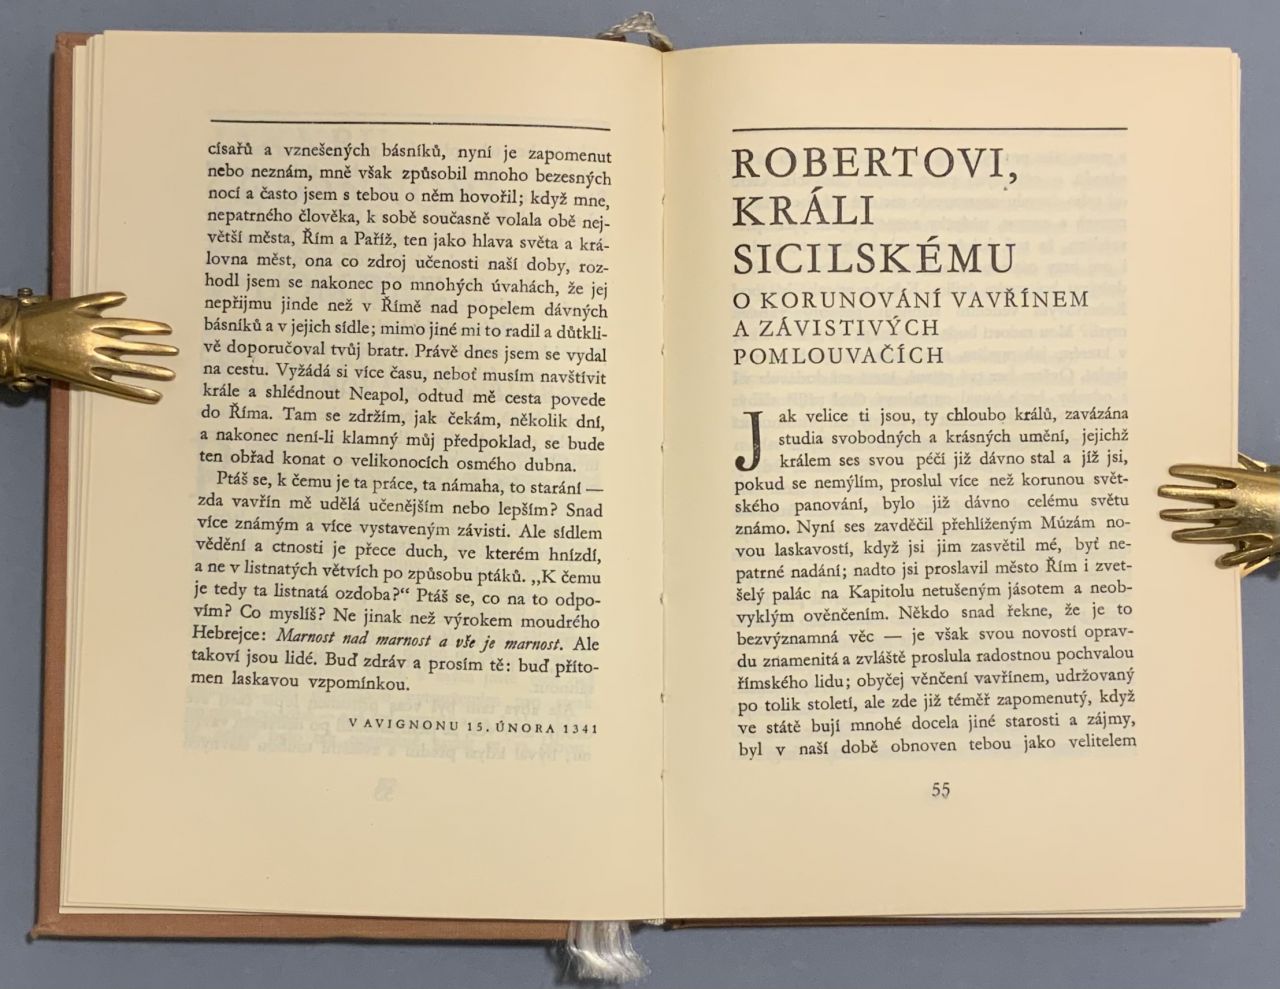 císařů a vznešených básníků, nyní je zapomenut
nebo neznám, mně však způsobil mnoho bezesných
nocí a často jsem s tebou o něm hovořil; když mne,
nepatrného člověka, k sobě současně volala obě nej-
větší města, Řím a Paříž, ten jako hlava světa a krá-
lovna měst, ona co zdroj učenosti naší doby, roz-
hodl jsem se nakonec po mnohých úvahách, že jej
nepřijmu jinde než v Římě nad popelem dávných
básníků a v jejich sídle; mimo jiné mi to radil a důtkli-
vě doporučoval tvůj bratr. Právě dnes jsem se vydal
na cestu. Vyžádá si více času, neboť musím navštívit
krále a shlédnout Neapol, odtud mě cesta povede
do Říma. Tam se zdržím, jak čekám, několik dní,
a nakonec není-li klamný můj předpoklad, se bude
ten obřad konat o velikonocích osmého dubna.
Ptáš se, k čemu je ta práce, ta námaha, to starání —
zda vavřín mě udělá učenějším nebo lepším? Snad
více známým a více vystaveným závisti. Ale sídlem
vědění a ctnosti je přece duch, ve kterém hnízdí,
a ne v listnatých větvích po způsobu ptáků. „K čemu
je tedy ta listnatá ozdoba?“ Ptáš se, co na to odpo-
vím? Co myslíš? Ne jinak než výrokem moudrého
Hebrejce: Marnost nad marnost a vše je marnost. Ale
takoví jsou lidé. Buď zdráv a prosím tě: buď příto-
men laskavou vzpomínkou.
V AVIGNONU 15. ÚNORA 1341
ROBERTOVI,
KRÁLI
SICILSKÉMU
O KORUNOVÁNÍ VAVŘÍNEM
A ZÁVISTIVÝCH
POMLOUVAČÍCH
Jak velice ti jsou, ty chloubo králů, zavázána
studia svobodných a krásných umění, jejichž
králem ses svou péčí již dávno stal a jíž jsi,
pokud se nemýlím, proslul více než korunou svět-
ského panování, bylo již dávno celému světu
známo. Nyní ses zavděčil přehlíženým Múzám no-
vou laskavostí, když jsi jim zasvětil mé, byť ne-
patrné nadání; nadto jsi proslavil město Řím i zvet-
šelý palác na Kapitolu netušeným jásotem a neob-
vyklým ověnčením. Někdo snad řekne, že je to
bezvýznamná věc — je však svou novostí oprav-
du znamenitá a zvláště proslula radostnou pochvalou
římského lidu; obyčej věnčení vavřínem, udržovaný
po tolik století, ale zde již téměř zapomenutý, když
ve státě bují mnohé docela jiné starosti a zájmy,
byl v naší době obnoven tebou jako velitelem
55